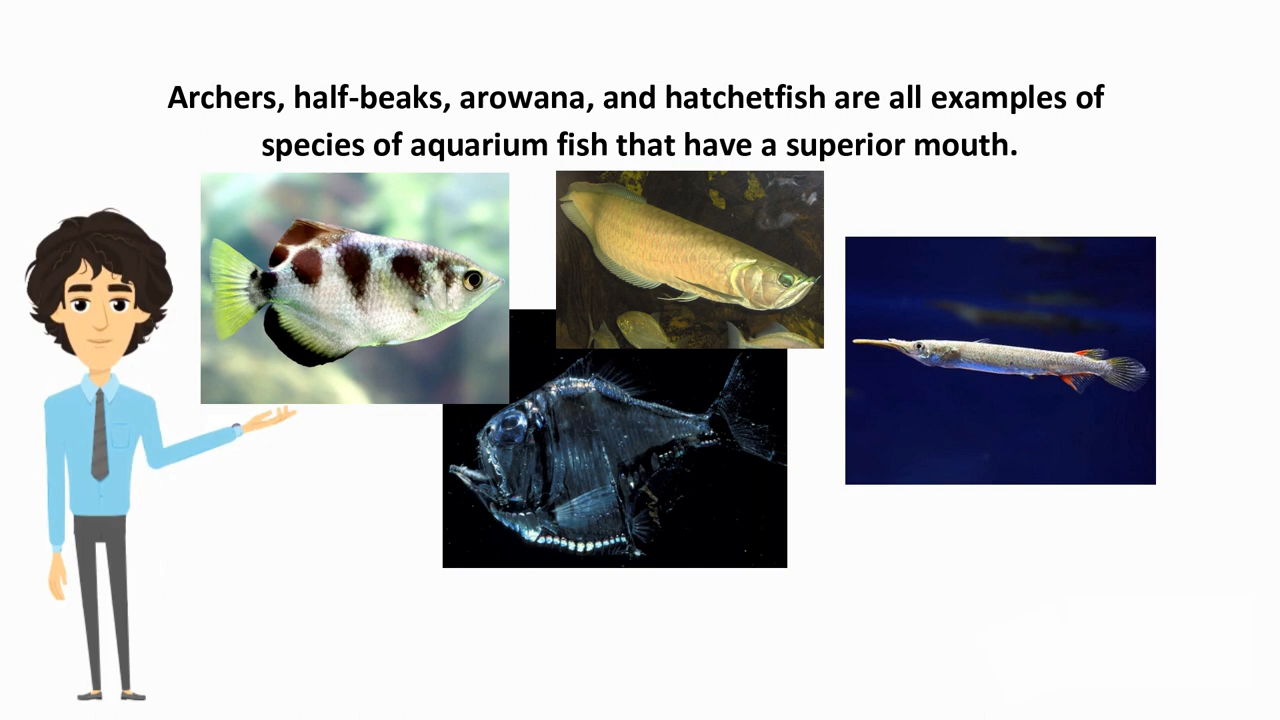 Archers, half-beaks, arowana, and hatchetfish are all examples of
species of aquarium fish that have a superior mouth.